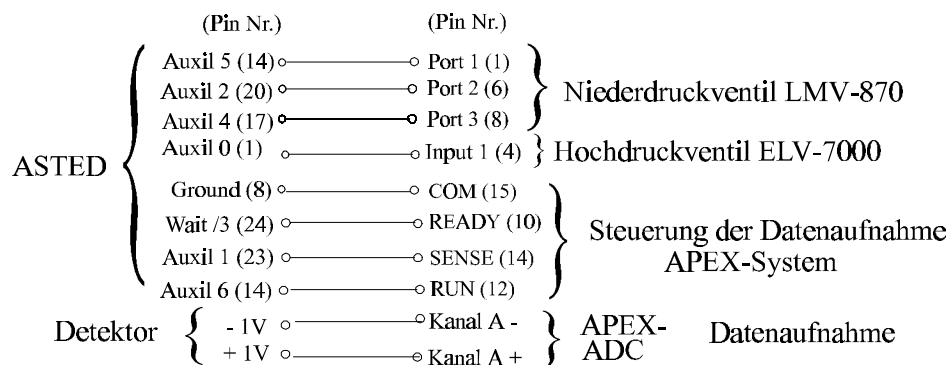 (Pin Nr.) (Pin Nr.)
Auxil 5 (14) Port 1 (1)
Auxil 2 (20) Port 2 (6) Niederdruckventil LMV-870
Auxil 4 (17) Port 3 (8)
Auxil 0 (1) Input 1 (4) Hochdruckventil ELV-7000
ASTED
Ground (8) COM (15)
Wait /3 (24) READY (10) Steuerung der Datenaufnahme
Auxil 1 (23) SENSE (14) APEX-System
Auxil 6 (14) RUN (12)
Detektor - 1V Kanal A - APEX- Datenaufnahme
+ 1V Kanal A + ADC